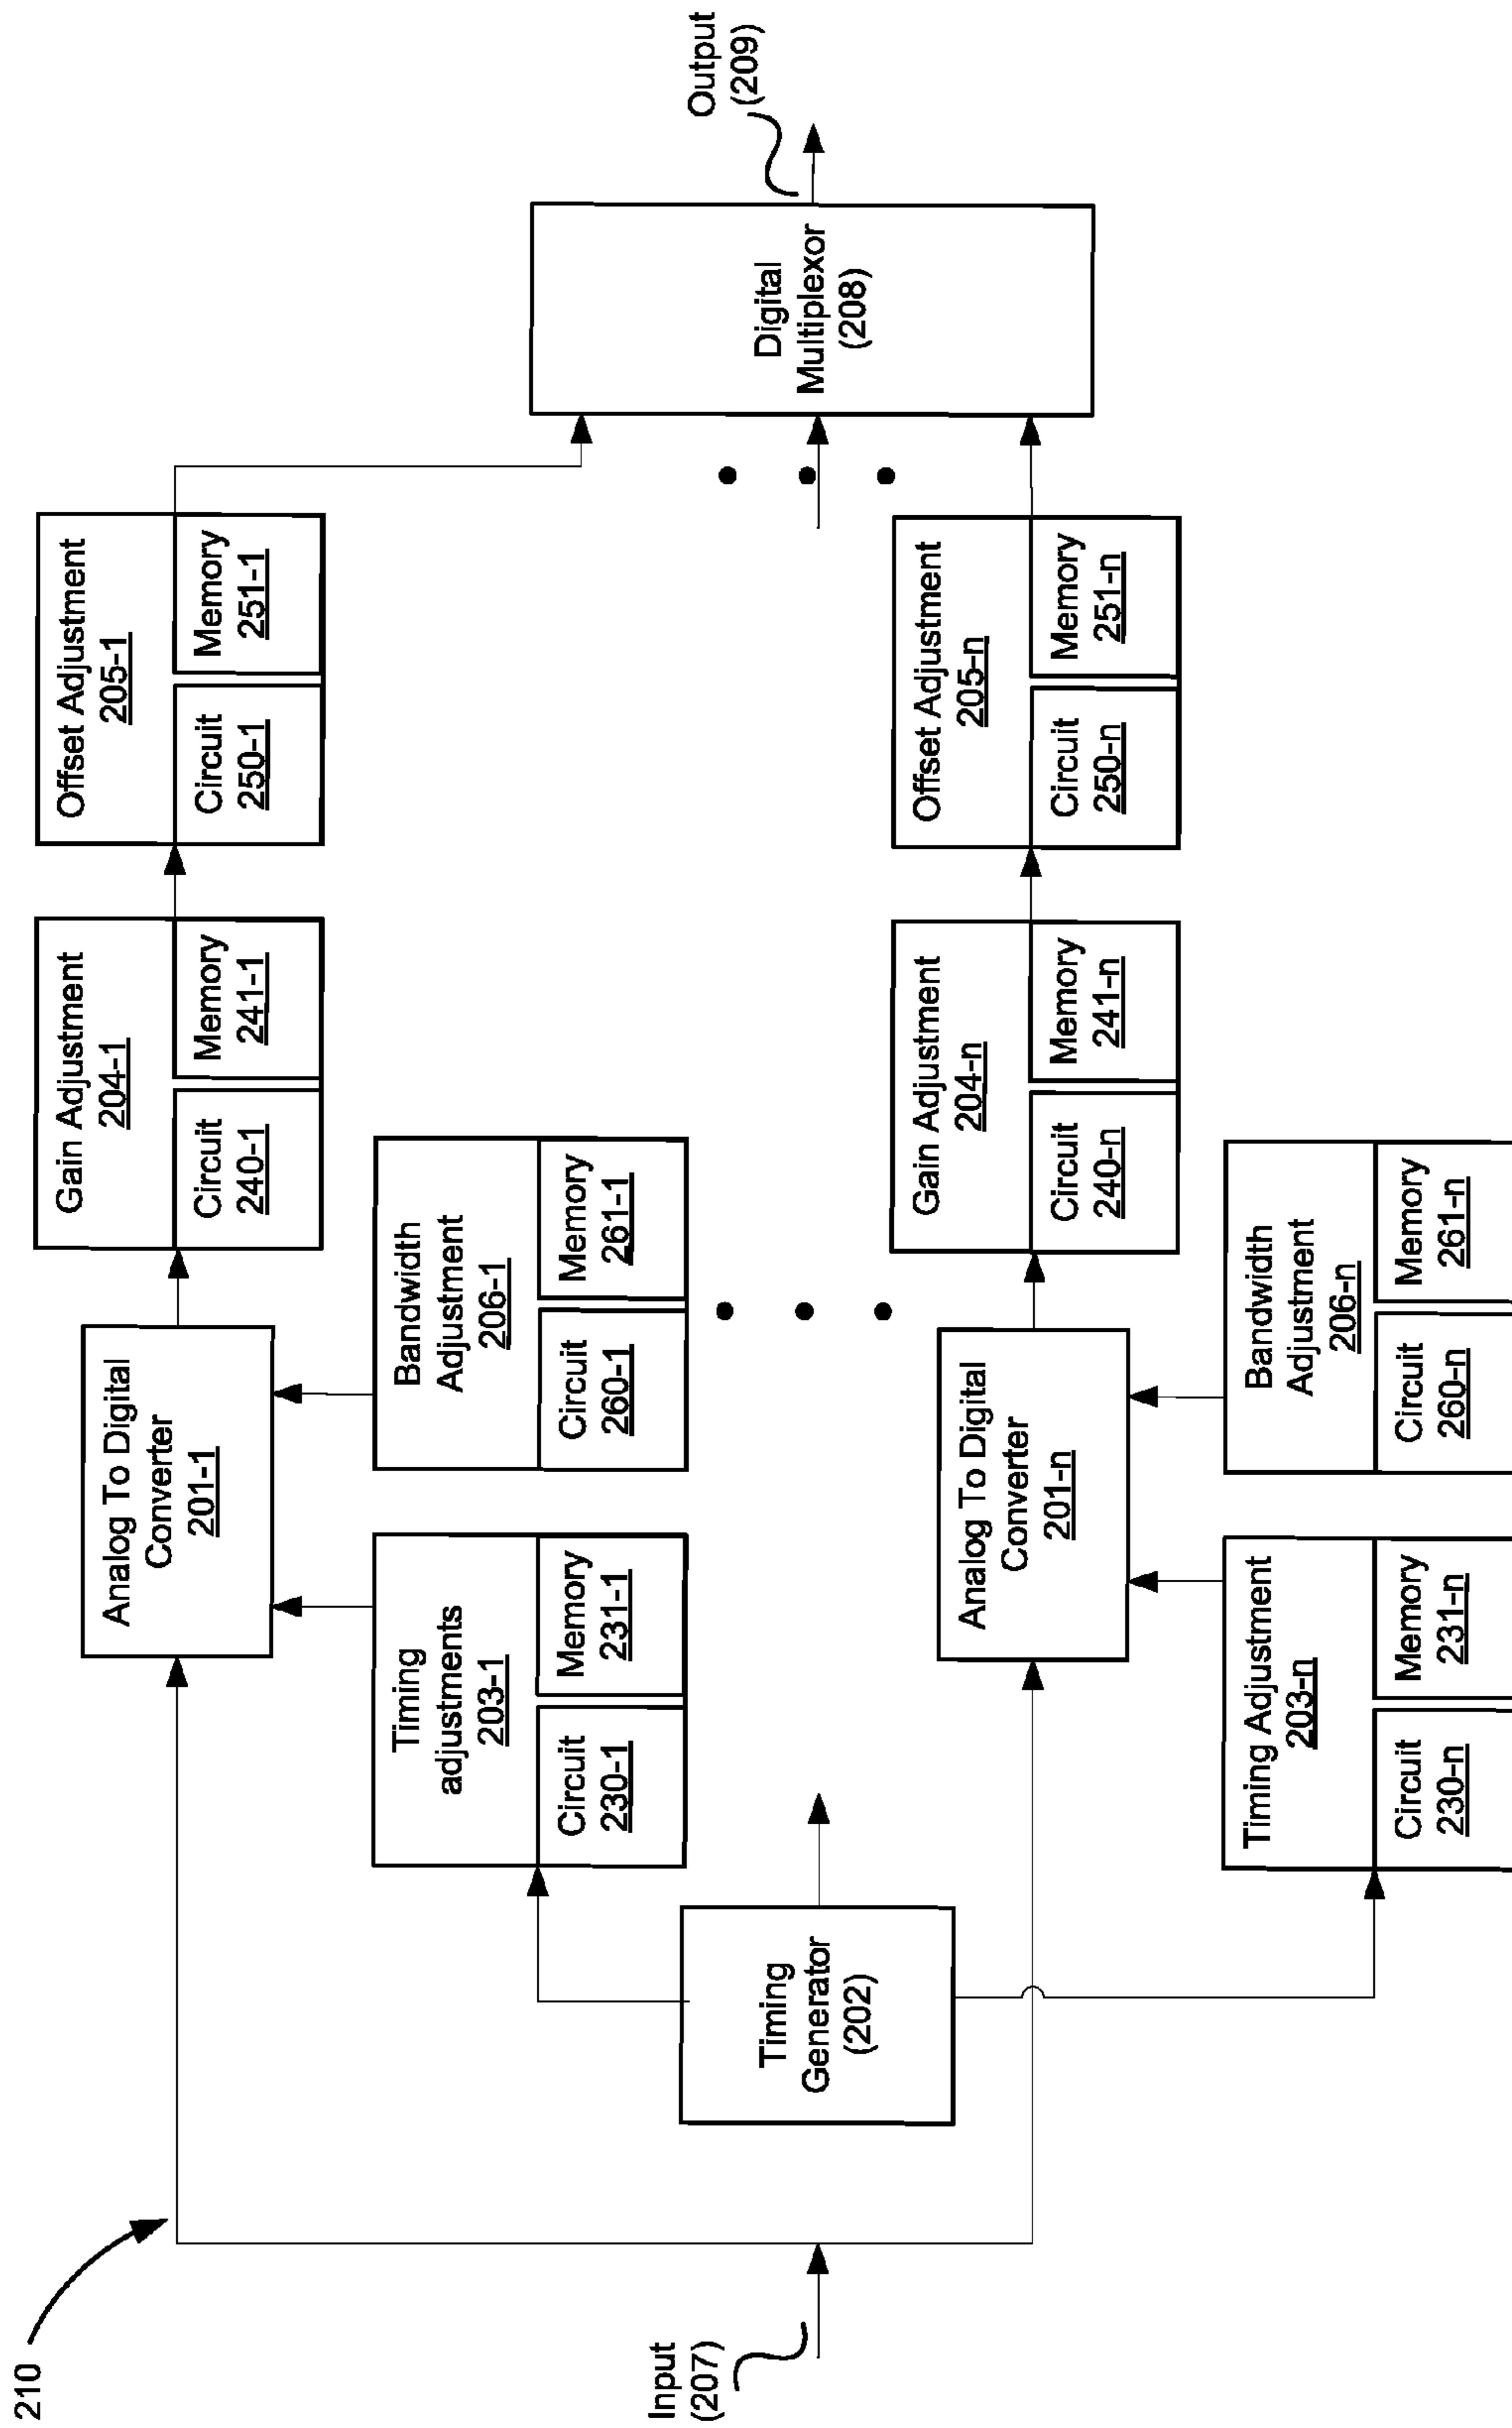 210
Input
(207)
Timing
Generator
(202)
Analog To Digital
Converter
201-1
Timing
adjustments
203-1
Circuit
230-1
Memory
231-1
Bandwidth
Adjustment
206-1
Circuit
260-1
Memory
261-1
Gain Adjustment
204-1
Circuit
240-1
Memory
241-1
Offset Adjustment
205-1
Circuit
250-1
Memory
251-1
Analog To Digital
Converter
201-n
Timing Adjustment
203-n
Circuit
230-n
Memory
231-n
Bandwidth
Adjustment
206-n
Circuit
260-n
Memory
261-n
Gain Adjustment
204-n
Circuit
240-n
Memory
241-n
Offset Adjustment
205-n
Circuit
250-n
Memory
251-n
Digital
Multiplexor
(208)
Output
(209)